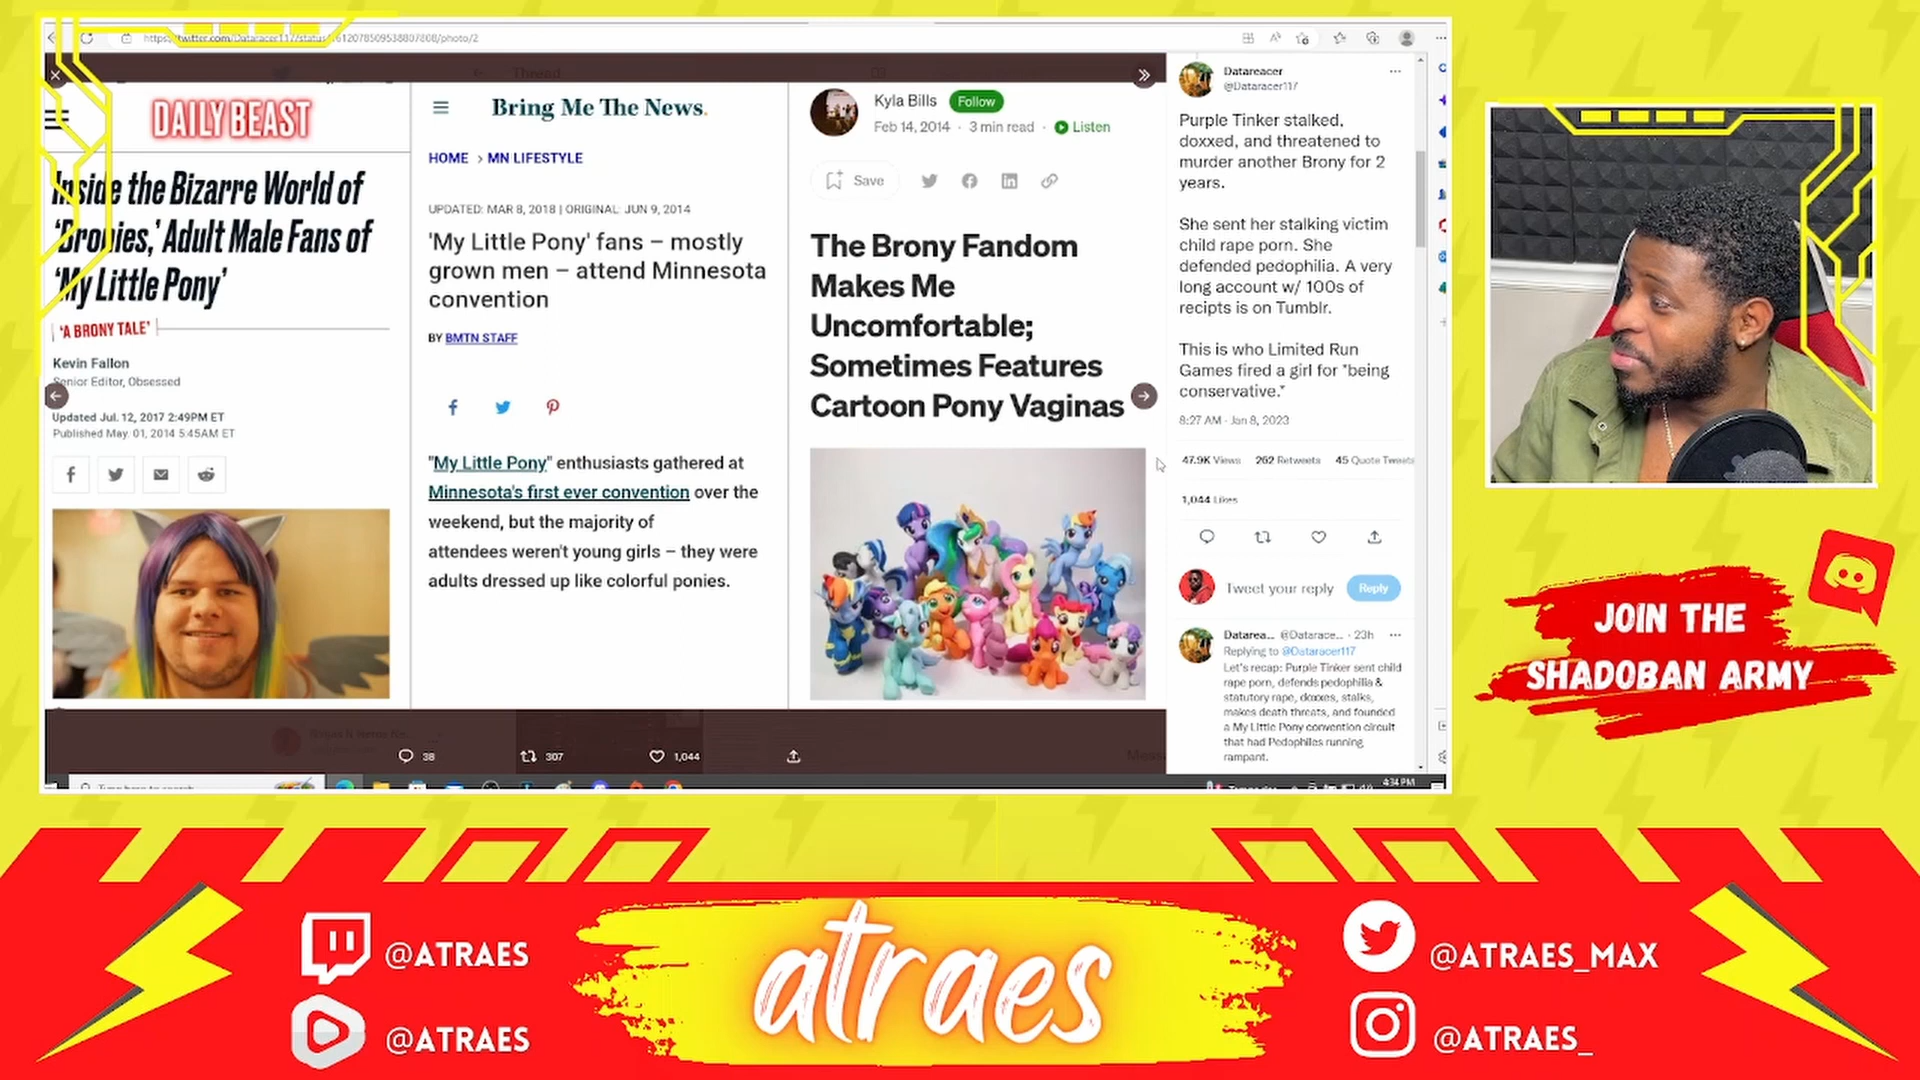 DAILY BEAST
Inside the Bizarre World of
'Bronies,' Adult Male Fans of
'My Little Pony'
'A BRONY TALE'
Kevin Fallon
Senior Editor, Obsessed
Updated Jul. 12, 2017 2:49PM ET
Published May. 01, 2014 5:45AM ET
Bring Me The News.
HOME > MN LIFESTYLE
UPDATED: MAR 8, 2018 | ORIGINAL: JUN 9, 2014
'My Little Pony' fans – mostly
grown men – attend Minnesota
convention
BY BMTN STAFF
"My Little Pony" enthusiasts gathered at
Minnesota's first ever convention over the
weekend, but the majority of
attendees weren't young girls – they were
adults dressed up like colorful ponies.
Kyla Bills Follow
Feb 14, 2014 · 3 min read · Listen
Save
The Brony Fandom
Makes Me
Uncomfortable;
Sometimes Features
Cartoon Pony Vaginas
38 307 1,044
Datareacer
@Dataracer117
Purple Tinker stalked,
doxxed, and threatened to
murder another Brony for 2
years.
She sent her stalking victim
child rape porn. She
defended pedophilia. A very
long account w/ 100s of
recipts is on Tumblr.
This is who Limited Run
Games fired a girl for "being
conservative."
8:27 AM · Jan 8, 2023
47.9K Views 262 Retweets 45 Quote Tweets
1,044 Likes
Tweet your reply Reply
Datarea... @Datarace... · 23h
Replying to @Dataracer117
Let's recap: Purple Tinker sent child
rape porn, defends pedophilia &
statutory rape, doxxes, stalks,
makes death threats, and founded
a My Little Pony convention circuit
that had Pedophiles running
rampant.
4:34 PM
JOIN THE
SHADOBAN ARMY
@ATRAES
@ATRAES
atraes
@ATRAES_MAX
@ATRAES_